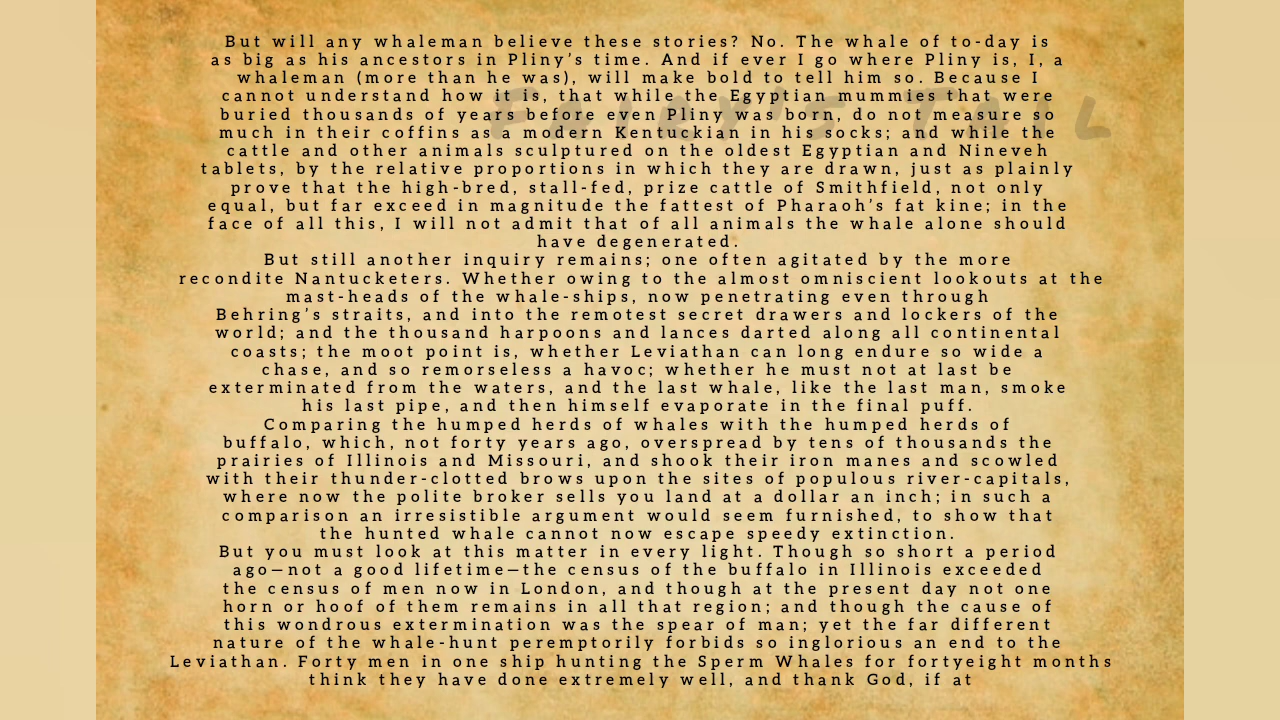 But will any whaleman believe these stories? No. The whale of to-day is
as big as his ancestors in Pliny's time. And if ever I go where Pliny is, I, a
whaleman (more than he was), will make bold to tell him so. Because I
cannot understand how it is, that while the Egyptian mummies that were
buried thousands of years before even Pliny was born, do not measure so
much in their coffins as a modern Kentuckian in his socks; and while the
cattle and other animals sculptured on the oldest Egyptian and Nineveh
tablets, by the relative proportions in which they are drawn, just as plainly
prove that the high-bred, stall-fed, prize cattle of Smithfield, not only
equal, but far exceed in magnitude the fattest of Pharaoh's fat kine; in the
face of all this, I will not admit that of all animals the whale alone should
have degenerated.
But still another inquiry remains; one often agitated by the more
recondite Nantucketers. Whether owing to the almost omniscient lookouts at the
mast-heads of the whale-ships, now penetrating even through
Behring's straits, and into the remotest secret drawers and lockers of the
world; and the thousand harpoons and lances darted along all continental
coasts; the moot point is, whether Leviathan can long endure so wide a
chase, and so remorseless a havoc; whether he must not at last be
exterminated from the waters, and the last whale, like the last man, smoke
his last pipe, and then himself evaporate in the final puff.
Comparing the humped herds of whales with the humped herds of
buffalo, which, not forty years ago, overspread by tens of thousands the
prairies of Illinois and Missouri, and shook their iron manes and scowled
with their thunder-clotted brows upon the sites of populous river-capitals,
where now the polite broker sells you land at a dollar an inch; in such a
comparison an irresistible argument would seem furnished, to show that
the hunted whale cannot now escape speedy extinction.
But you must look at this matter in every light. Though so short a period
ago—not a good lifetime—the census of the buffalo in Illinois exceeded
the census of men now in London, and though at the present day not one
horn or hoof of them remains in all that region; and though the cause of
this wondrous extermination was the spear of man; yet the far different
nature of the whale-hunt peremptorily forbids so inglorious an end to the
Leviathan. Forty men in one ship hunting the Sperm Whales for fortyeight months
think they have done extremely well, and thank God, if at